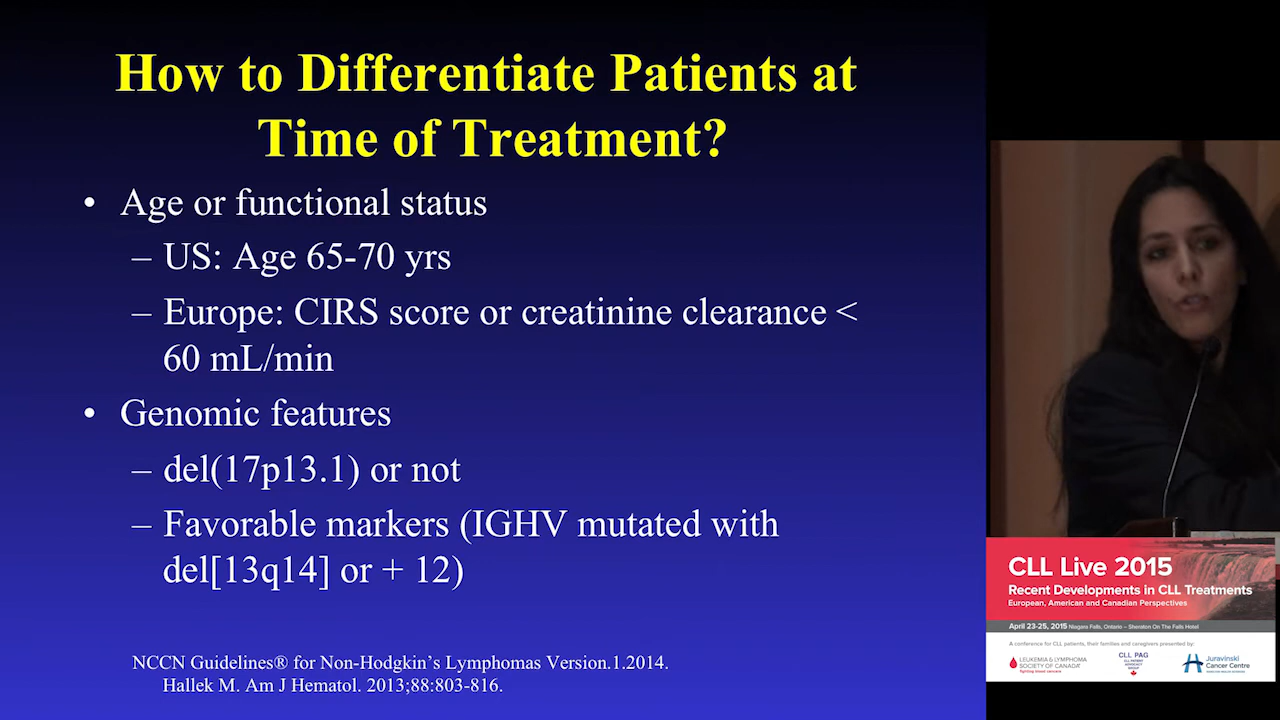 How to Differentiate Patients at
Time of Treatment?
• Age or functional status
– US: Age 65-70 yrs
– Europe: CIRS score or creatinine clearance <
60 mL/min
• Genomic features
– del(17p13.1) or not
– Favorable markers (IGHV mutated with
del[13q14] or + 12)
NCCN Guidelines® for Non-Hodgkin’s Lymphomas Version.1.2014.
Hallek M. Am J Hematol. 2013;88:803-816.
CLL Live 2015
Recent Developments in CLL Treatments
European, American and Canadian Perspectives
April 23-25, 2015 Niagara Falls, Ontario – Sheraton On The Falls Hotel
A conference for CLL patients, their families and caregivers presented by:
LEUKEMIA & LYMPHOMA
SOCIETY OF CANADA
fighting blood cancers
CLL PAG
CLL PATIENT
ADVOCACY
GROUP
Juravinski
Cancer Centre